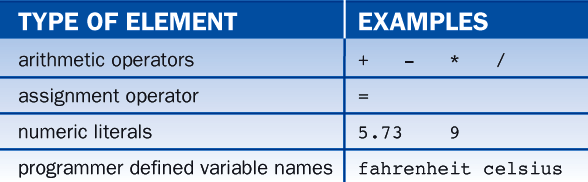 TYPE OF ELEMENT EXAMPLES
arithmetic operators + – * /
assignment operator =
numeric literals 5.73 9
programmer defined variable names fahrenheit celsius